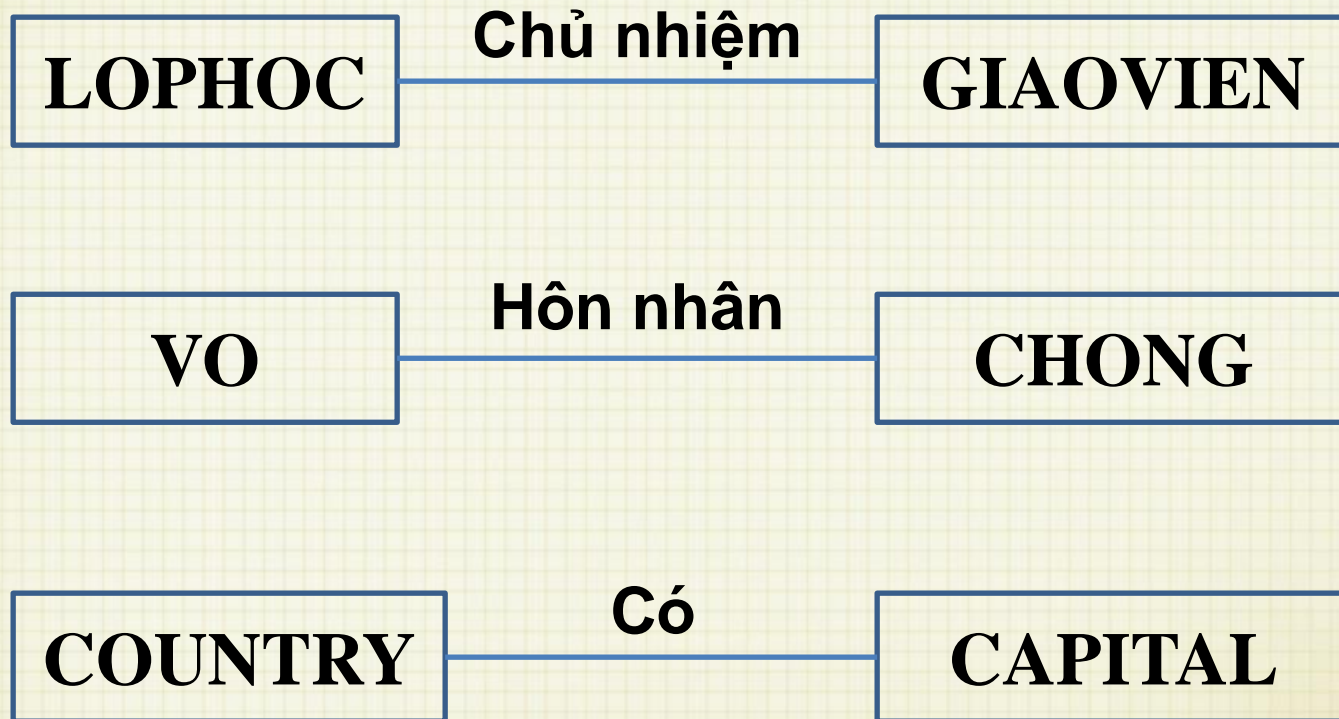 Chủ nhiệm
LOPHOC GIAOVIEN
Hôn nhân
VO CHONG
Có
COUNTRY CAPITAL